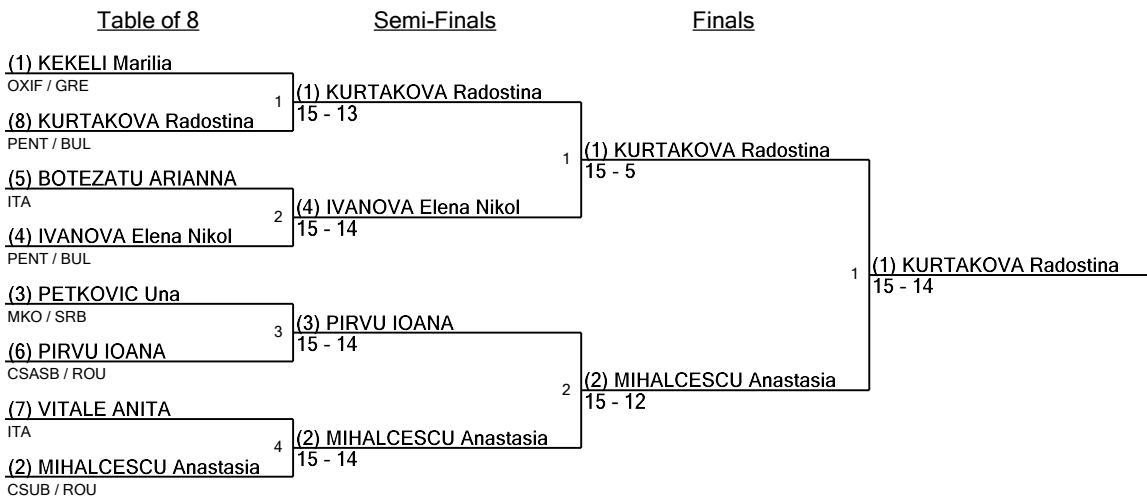 Table of 8
Semi-Finals
Finals
(1) KEKELI Marilia
OXIF / GRE
1
(8) KURTAKOVA Radostina
PENT / BUL
(5) BOTEZATU ARIANNA
ITA
2
(4) IVANOVA Elena Nikol
PENT / BUL
(3) PETKOVIC Una
MKO / SRB
3
(6) PIRVU IOANA
CSASB / ROU
(7) VITALE ANITA
ITA
4
(2) MIHALCESCU Anastasia
CSUB / ROU
(1) KURTAKOVA Radostina
15 - 13
1
(4) IVANOVA Elena Nikol
15 - 14
(3) PIRVU IOANA
15 - 14
2
(2) MIHALCESCU Anastasia
15 - 14
(1) KURTAKOVA Radostina
15 - 5
1
(2) MIHALCESCU Anastasia
15 - 12
(1) KURTAKOVA Radostina
15 - 14